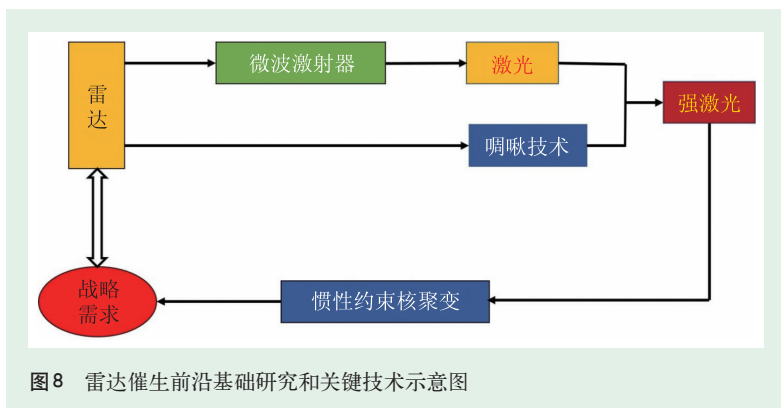 雷
达
微波激射器
激光
强激光
啁啾技术
战略
需求
惯性约束核聚变
图8 雷达催生前沿基础研究和关键技术示意图